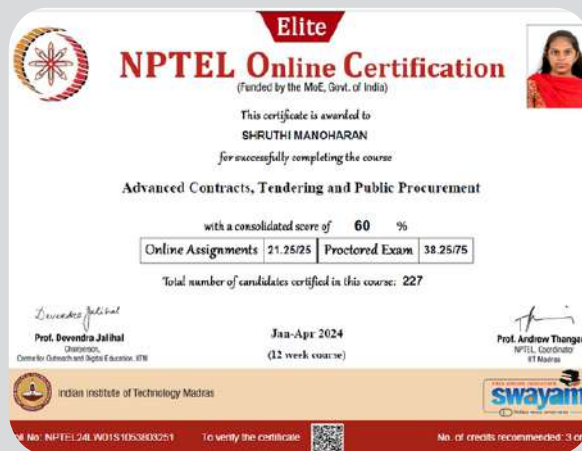 Elite
NPTEL Online Certification
(Funded by the MoE, Govt. of India)
This certificate is awarded to
SHRUTHI MANOHARAN
for successfully completing the course
Advanced Contracts, Tendering and Public Procurement
with a consolidated score of 60 %
Online Assignments 21.25/25 Proctored Exam 38.25/75
Total number of candidates certified in this course: 227
Devendra Jalihal
Prof. Devendra Jalihal
Chairperson,
Centre for Outreach and Digital Education, IITM
Jan-Apr 2024
(12 week course)
Prof. Andrew Thangar
NPTEL, Coordinator
IIT Madras
Indian Institute of Technology Madras
swayam
oll No: NPTEL24LW01S1053803251 To verify the certificate No. of credits recommended: 3 or